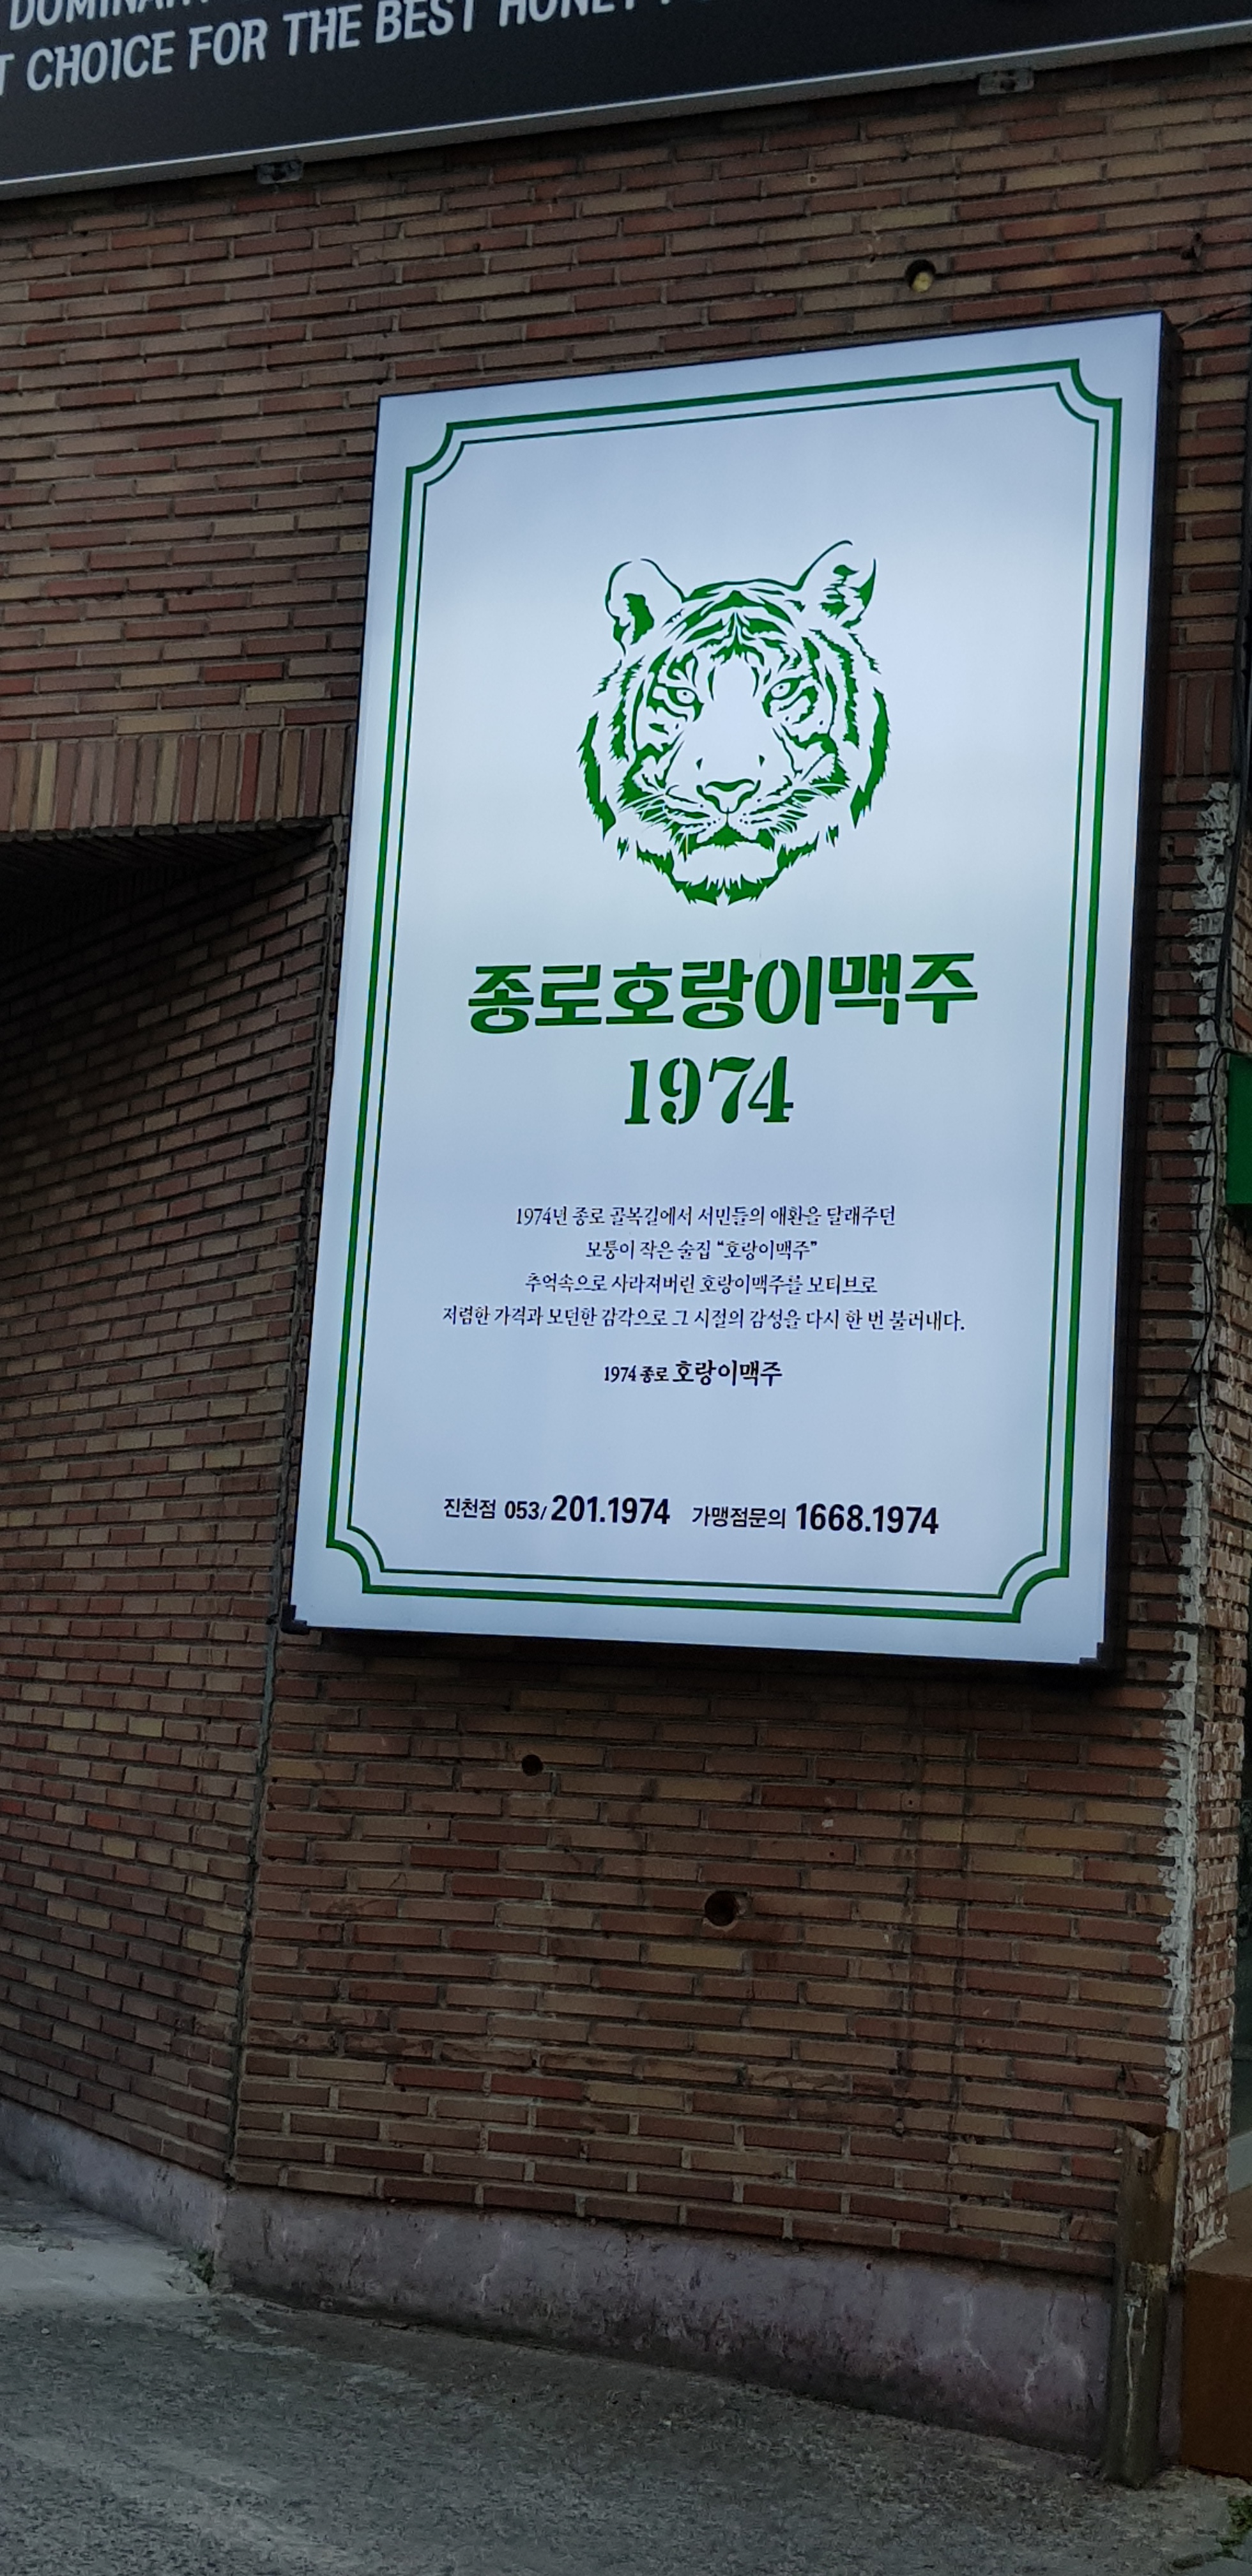 CHOICE FOR THE BEST
종로호랑이맥주
1974
1974년 종로 골목길에서 서민들의 애환을 달래주던
모퉁이 작은 술집 “호랑이맥주”
추억속으로 사라져버린 호랑이맥주를 모티브로
저렴한 가격과 모던한 감각으로 그 시절의 감성을 다시 한 번 불러내다.
1974 종로 호랑이맥주
진천점 053/201.1974 가맹점문의 1668.1974